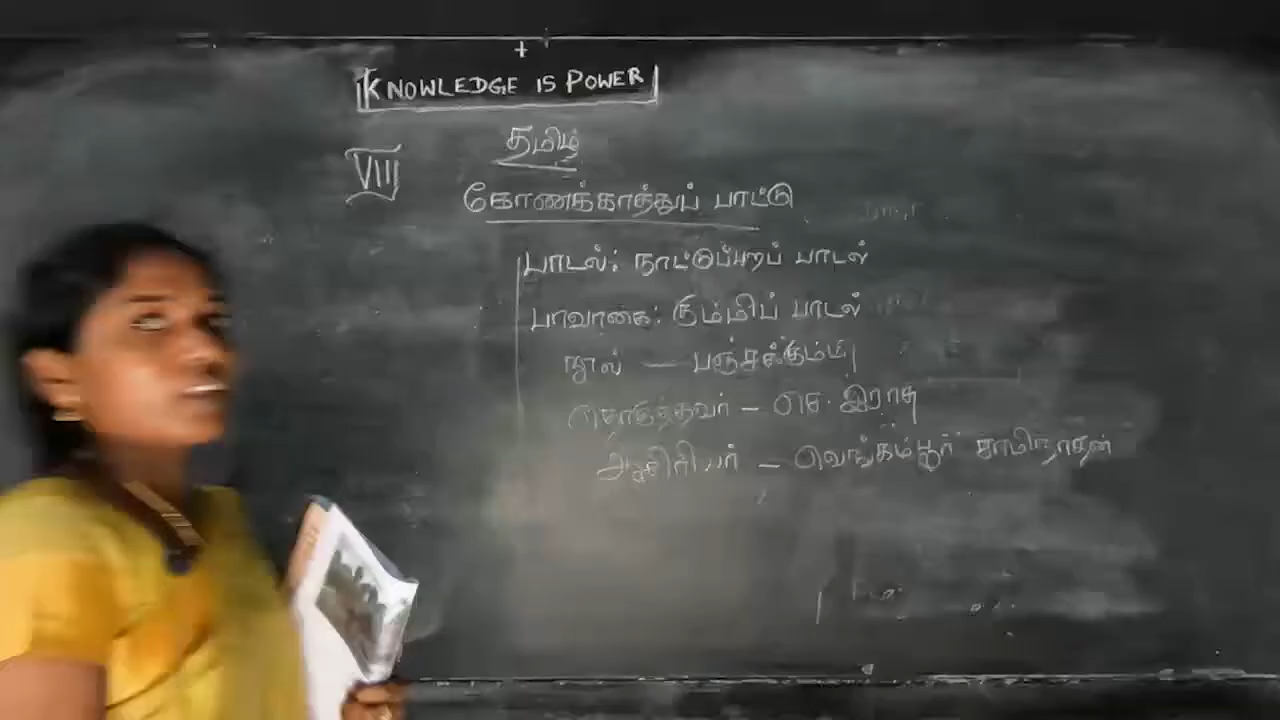 KNOWLEDGE IS POWER
தமிழ்
VIII
கோணக்காத்துப் பாட்டு
பாடல்: நாட்டுப்புறப் பாடல்
பாவகை: கும்மிப் பாடல்
நூல் — பஞ்சக்கும்மி
தொகுத்தவர் – செ. இராசு
ஆசிரியர் – வெங்கம்பூர் சாமிநாதன்